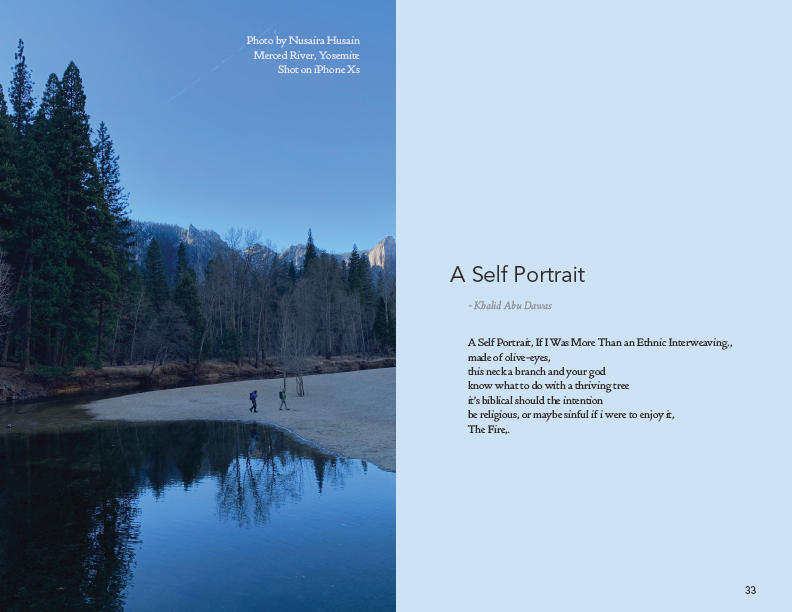 Photo by Nusaira Husain
Merced River, Yosemite
Shot on iPhone Xs
A Self Portrait
- Khalid Abu Dawas
A Self Portrait, If I Was More Than an Ethnic Interweaving.,
made of olive-eyes,
this neck a branch and your god
know what to do with a thriving tree
it's biblical should the intention
be religious, or maybe sinful if i were to enjoy it,
The Fire,.
33